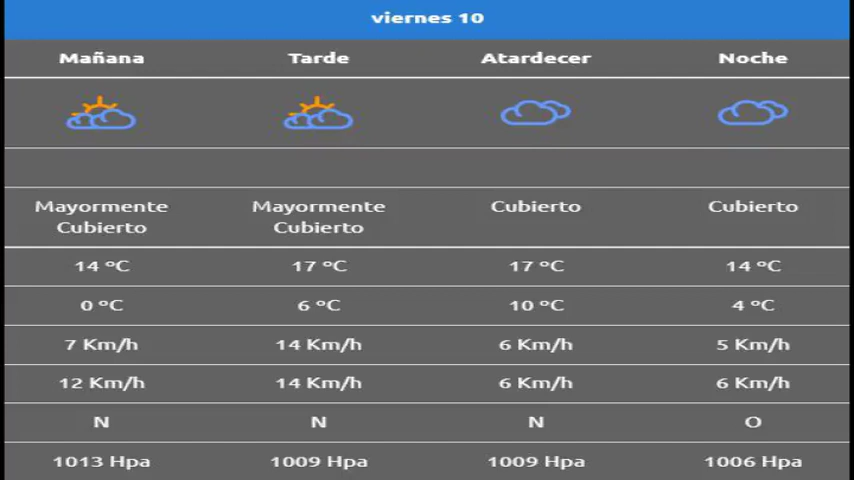 viernes 10
Mañana Tarde Atardecer Noche
Mayormente Mayormente Cubierto Cubierto
Cubierto Cubierto
14 ºC 17 ºC 17 ºC 14 ºC
0 ºC 6 ºC 10 ºC 4 ºC
7 Km/h 14 Km/h 6 Km/h 5 Km/h
12 Km/h 14 Km/h 6 Km/h 6 Km/h
N N N O
1013 Hpa 1009 Hpa 1009 Hpa 1006 Hpa